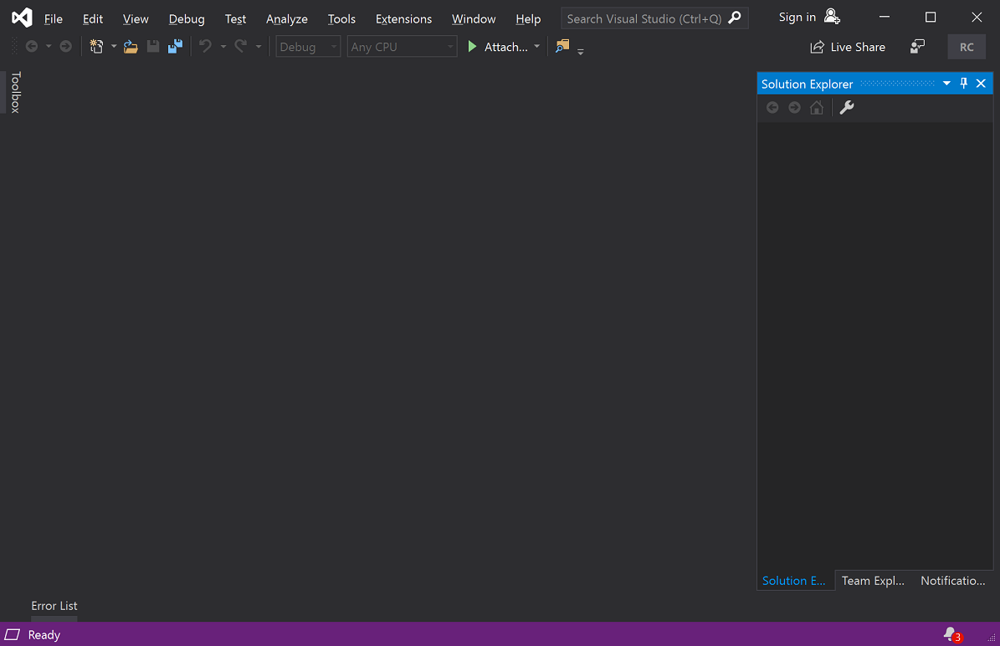 File Edit View Debug Test Analyze Tools Extensions Window Help Search Visual Studio (Ctrl+Q) Sign in
Debug Any CPU Attach... Live Share RC
Toolbox
Solution Explorer
Solution E... Team Expl... Notificatio...
Error List
Ready 3